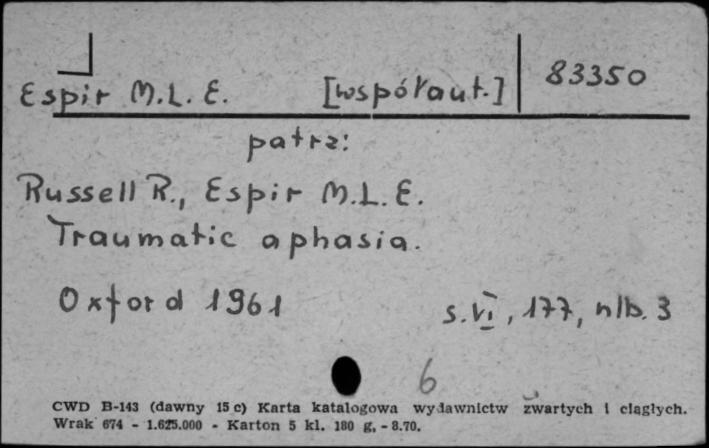 Espir M.L.E. [współaut.] 83350
patrz:
Russell R., Espir M.L.E.
Traumatic aphasia.
Oxford 1961 s.VI, 177, nlb. 3
6
CWD B-143 (dawny 15 c) Karta katalogowa wydawnictw zwartych i ciągłych.
Wrak 674 - 1.625.000 - Karton 5 kl. 180 g. - 8.70.